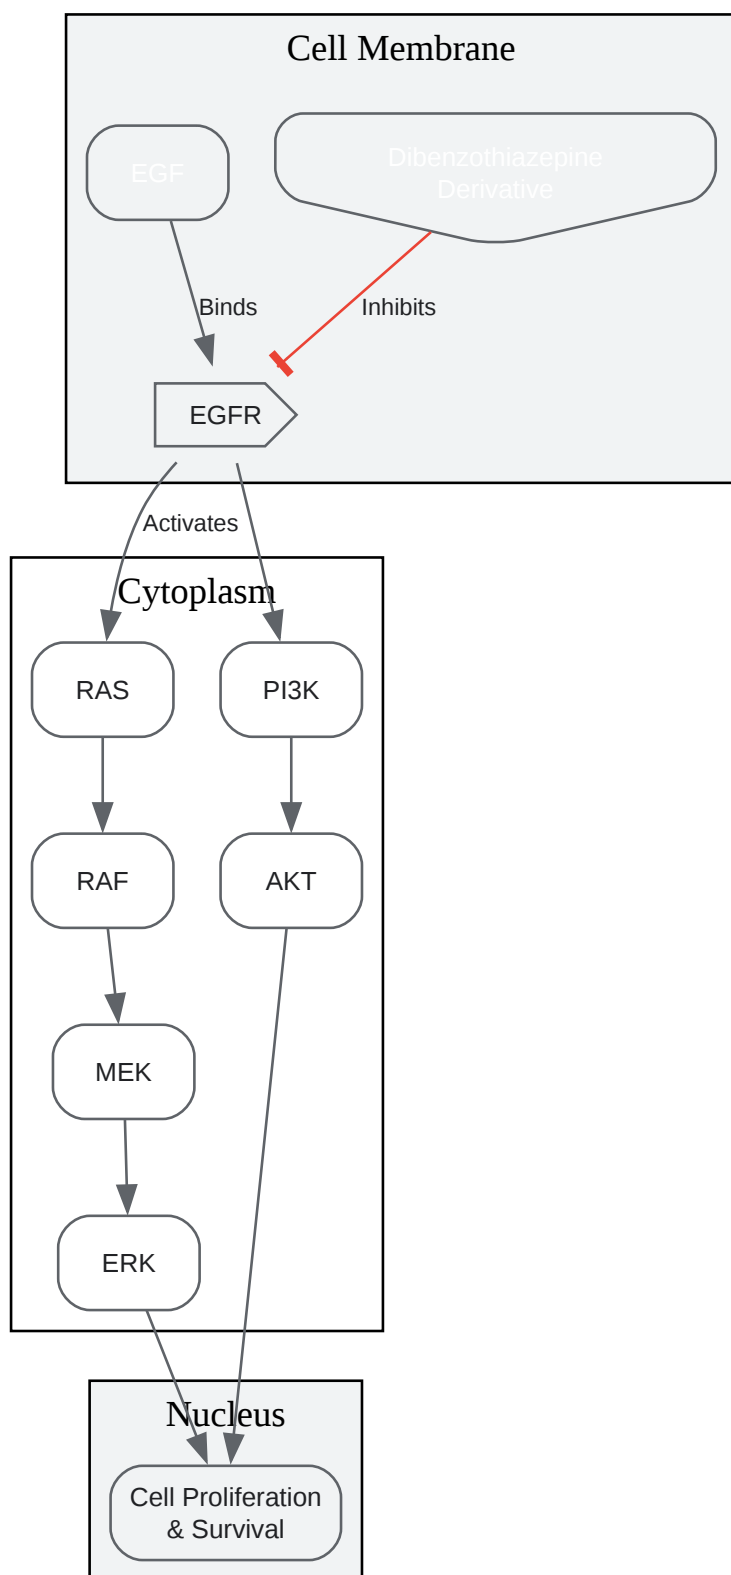 Cell Membrane
EGF
Dibenzothiazepine
Derivative
Binds
Inhibits
EGFR
Activates
Cytoplasm
RAS
PI3K
RAF
AKT
MEK
ERK
Nucleus
Cell Proliferation
& Survival